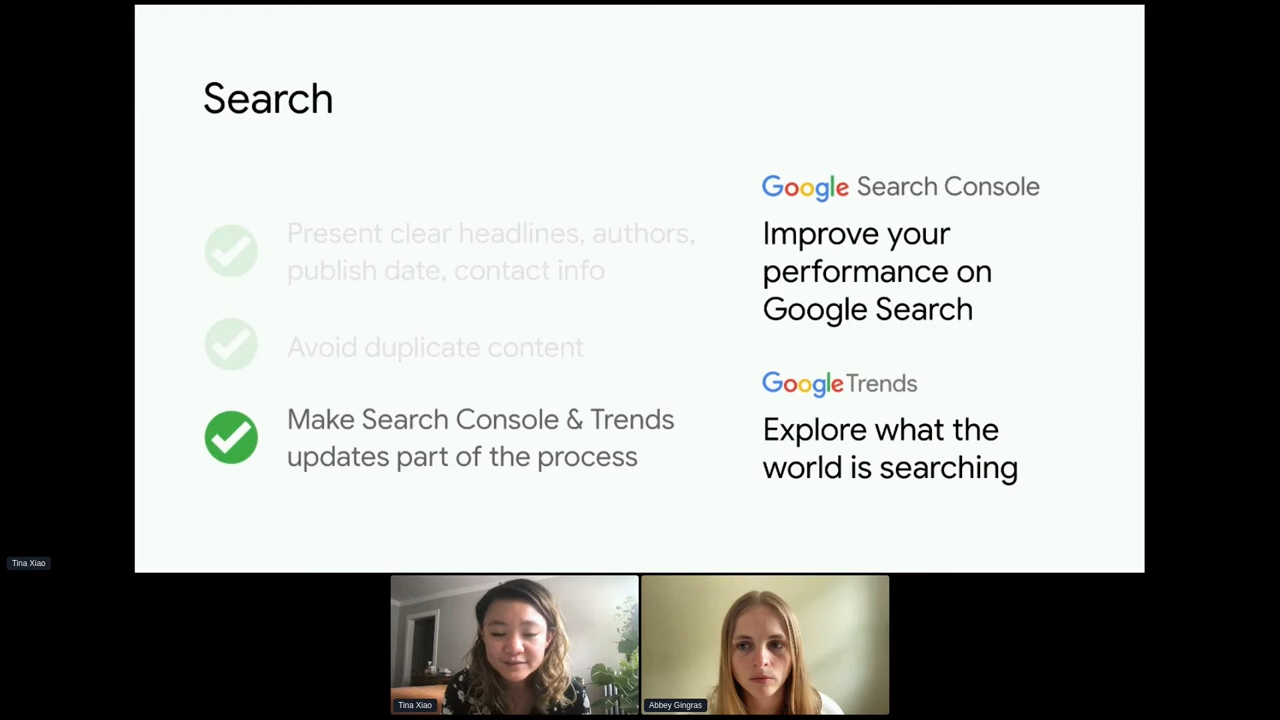 Search
Present clear headlines, authors,
publish date, contact info
Avoid duplicate content
Make Search Console & Trends
updates part of the process
Google Search Console
Improve your
performance on
Google Search
Google Trends
Explore what the
world is searching
Tina Xiao
Tina Xiao
Abbey Gingras